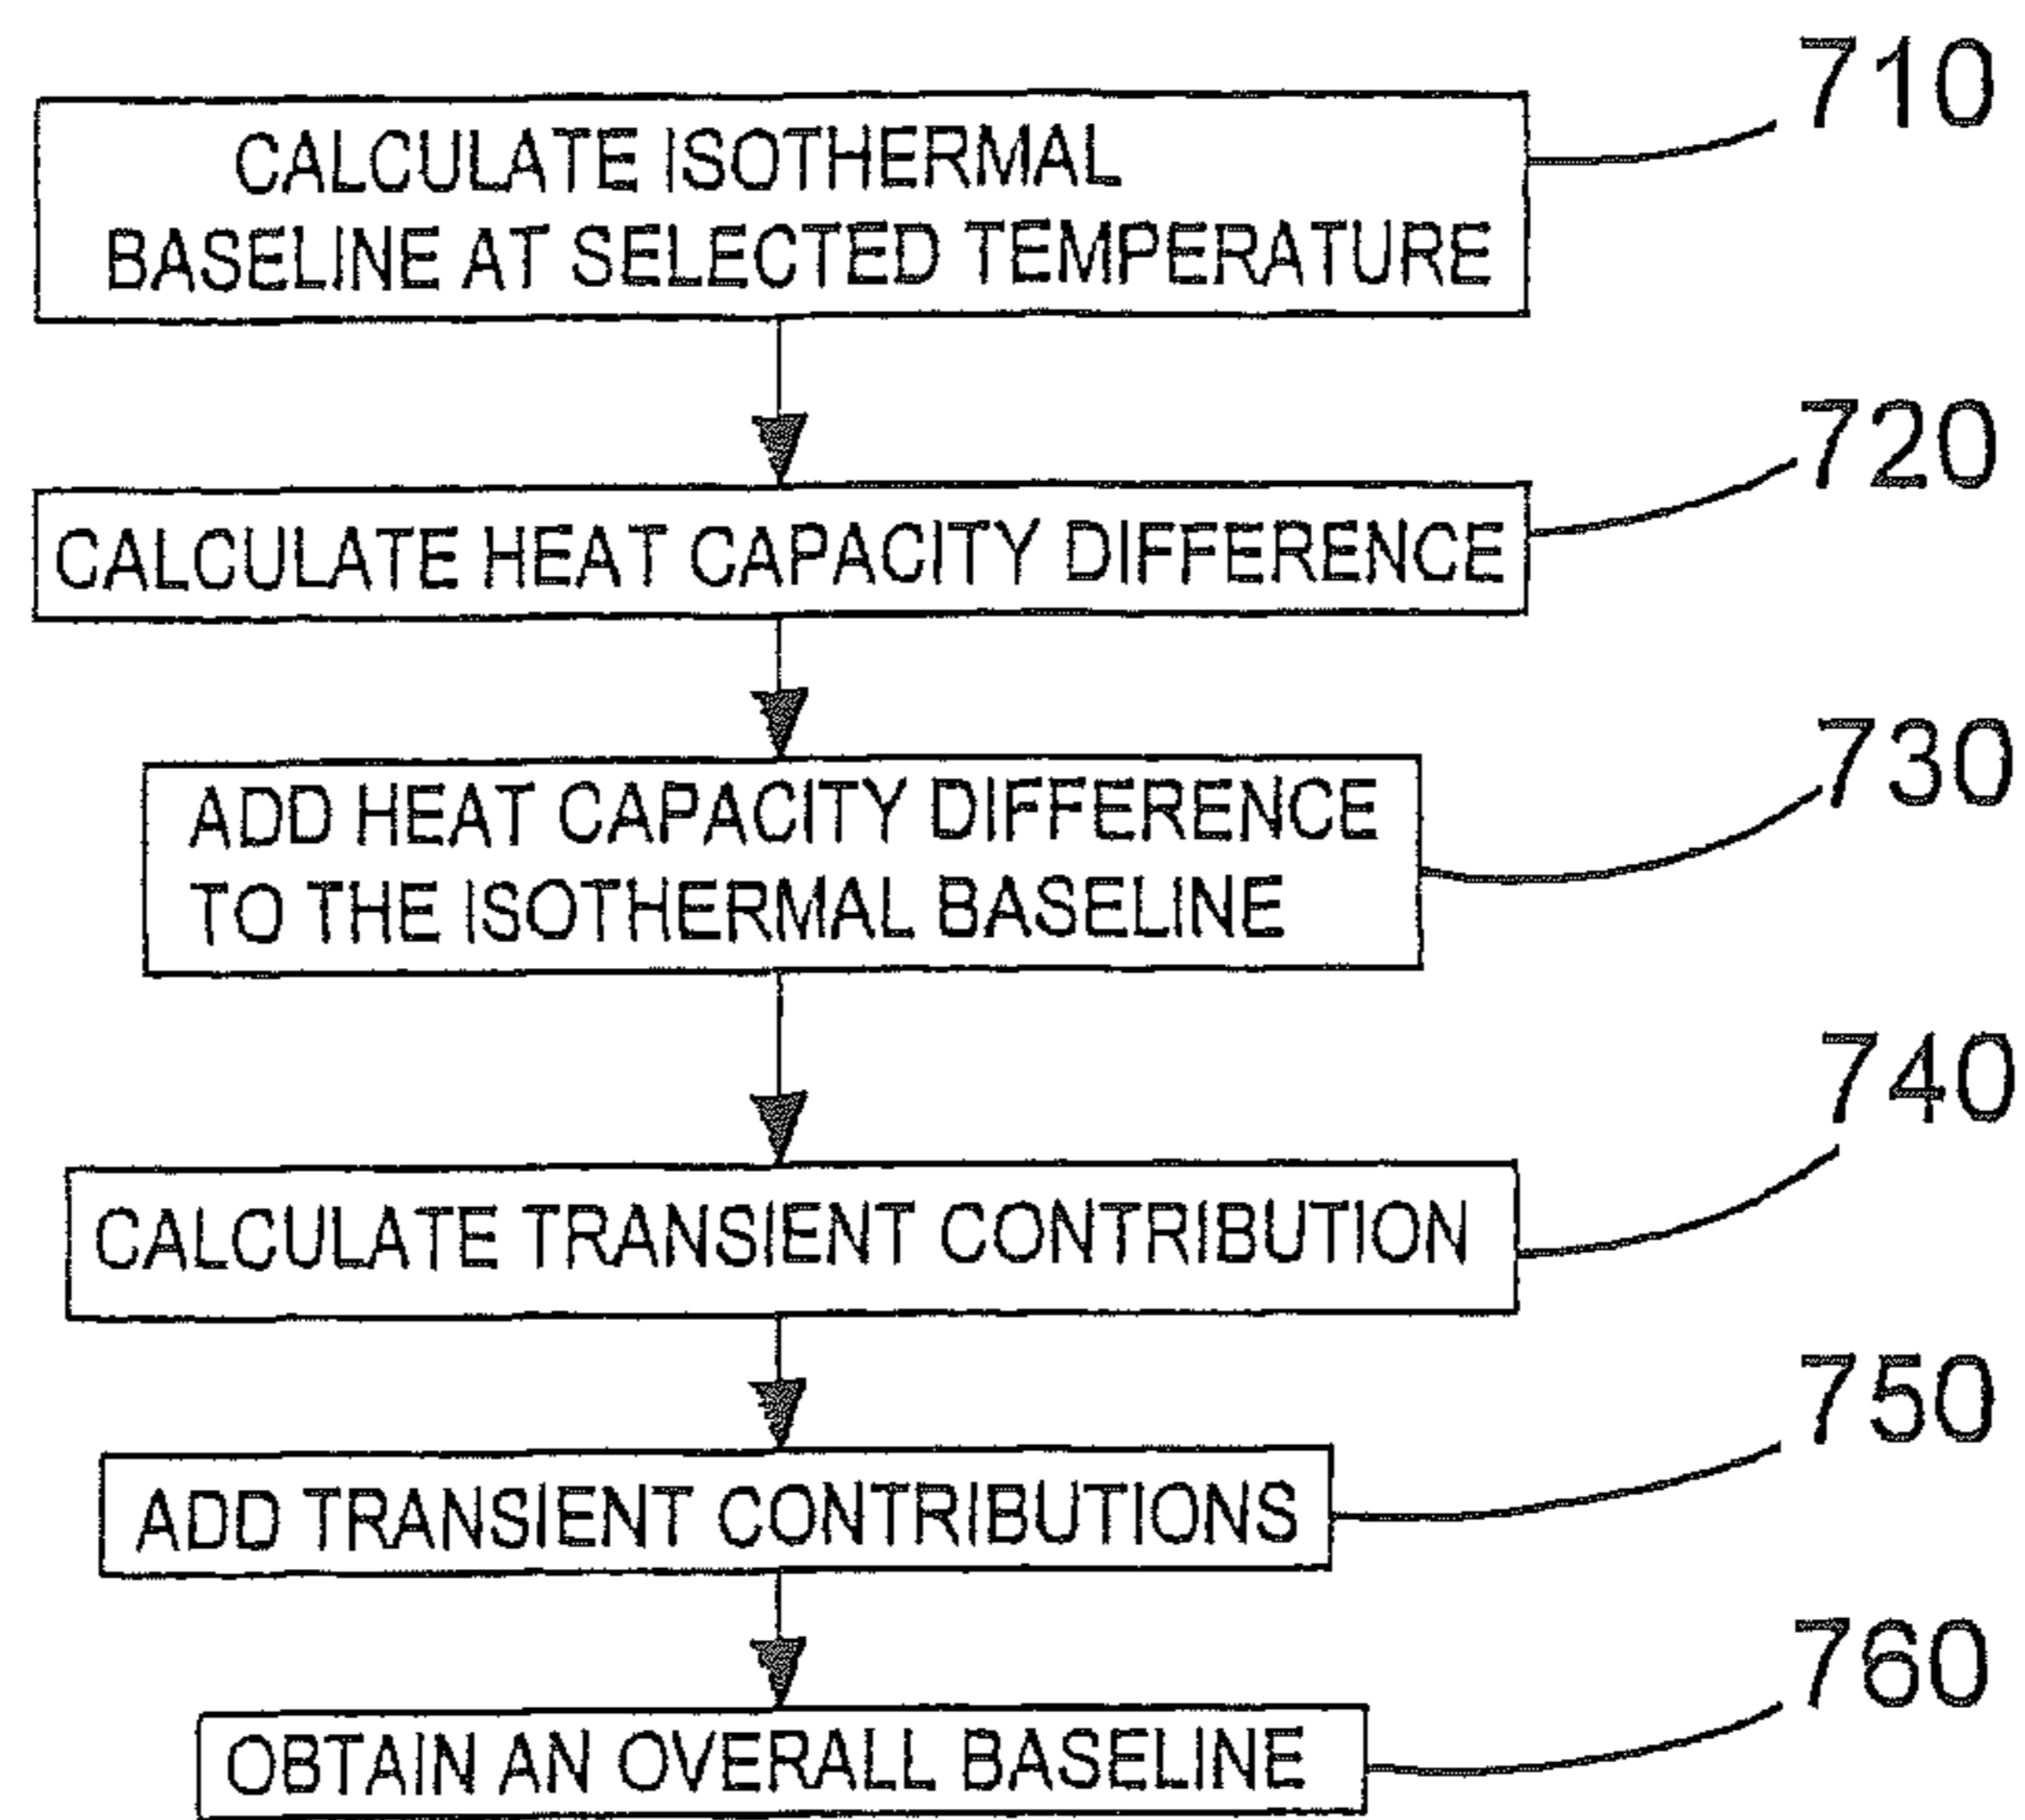 710
CALCULATE ISOTHERMAL
BASELINE AT SELECTED TEMPERATURE
720
CALCULATE HEAT CAPACITY DIFFERENCE
730
ADD HEAT CAPACITY DIFFERENCE
TO THE ISOTHERMAL BASELINE
740
CALCULATE TRANSIENT CONTRIBUTION
750
ADD TRANSIENT CONTRIBUTIONS
760
OBTAIN AN OVERALL BASELINE